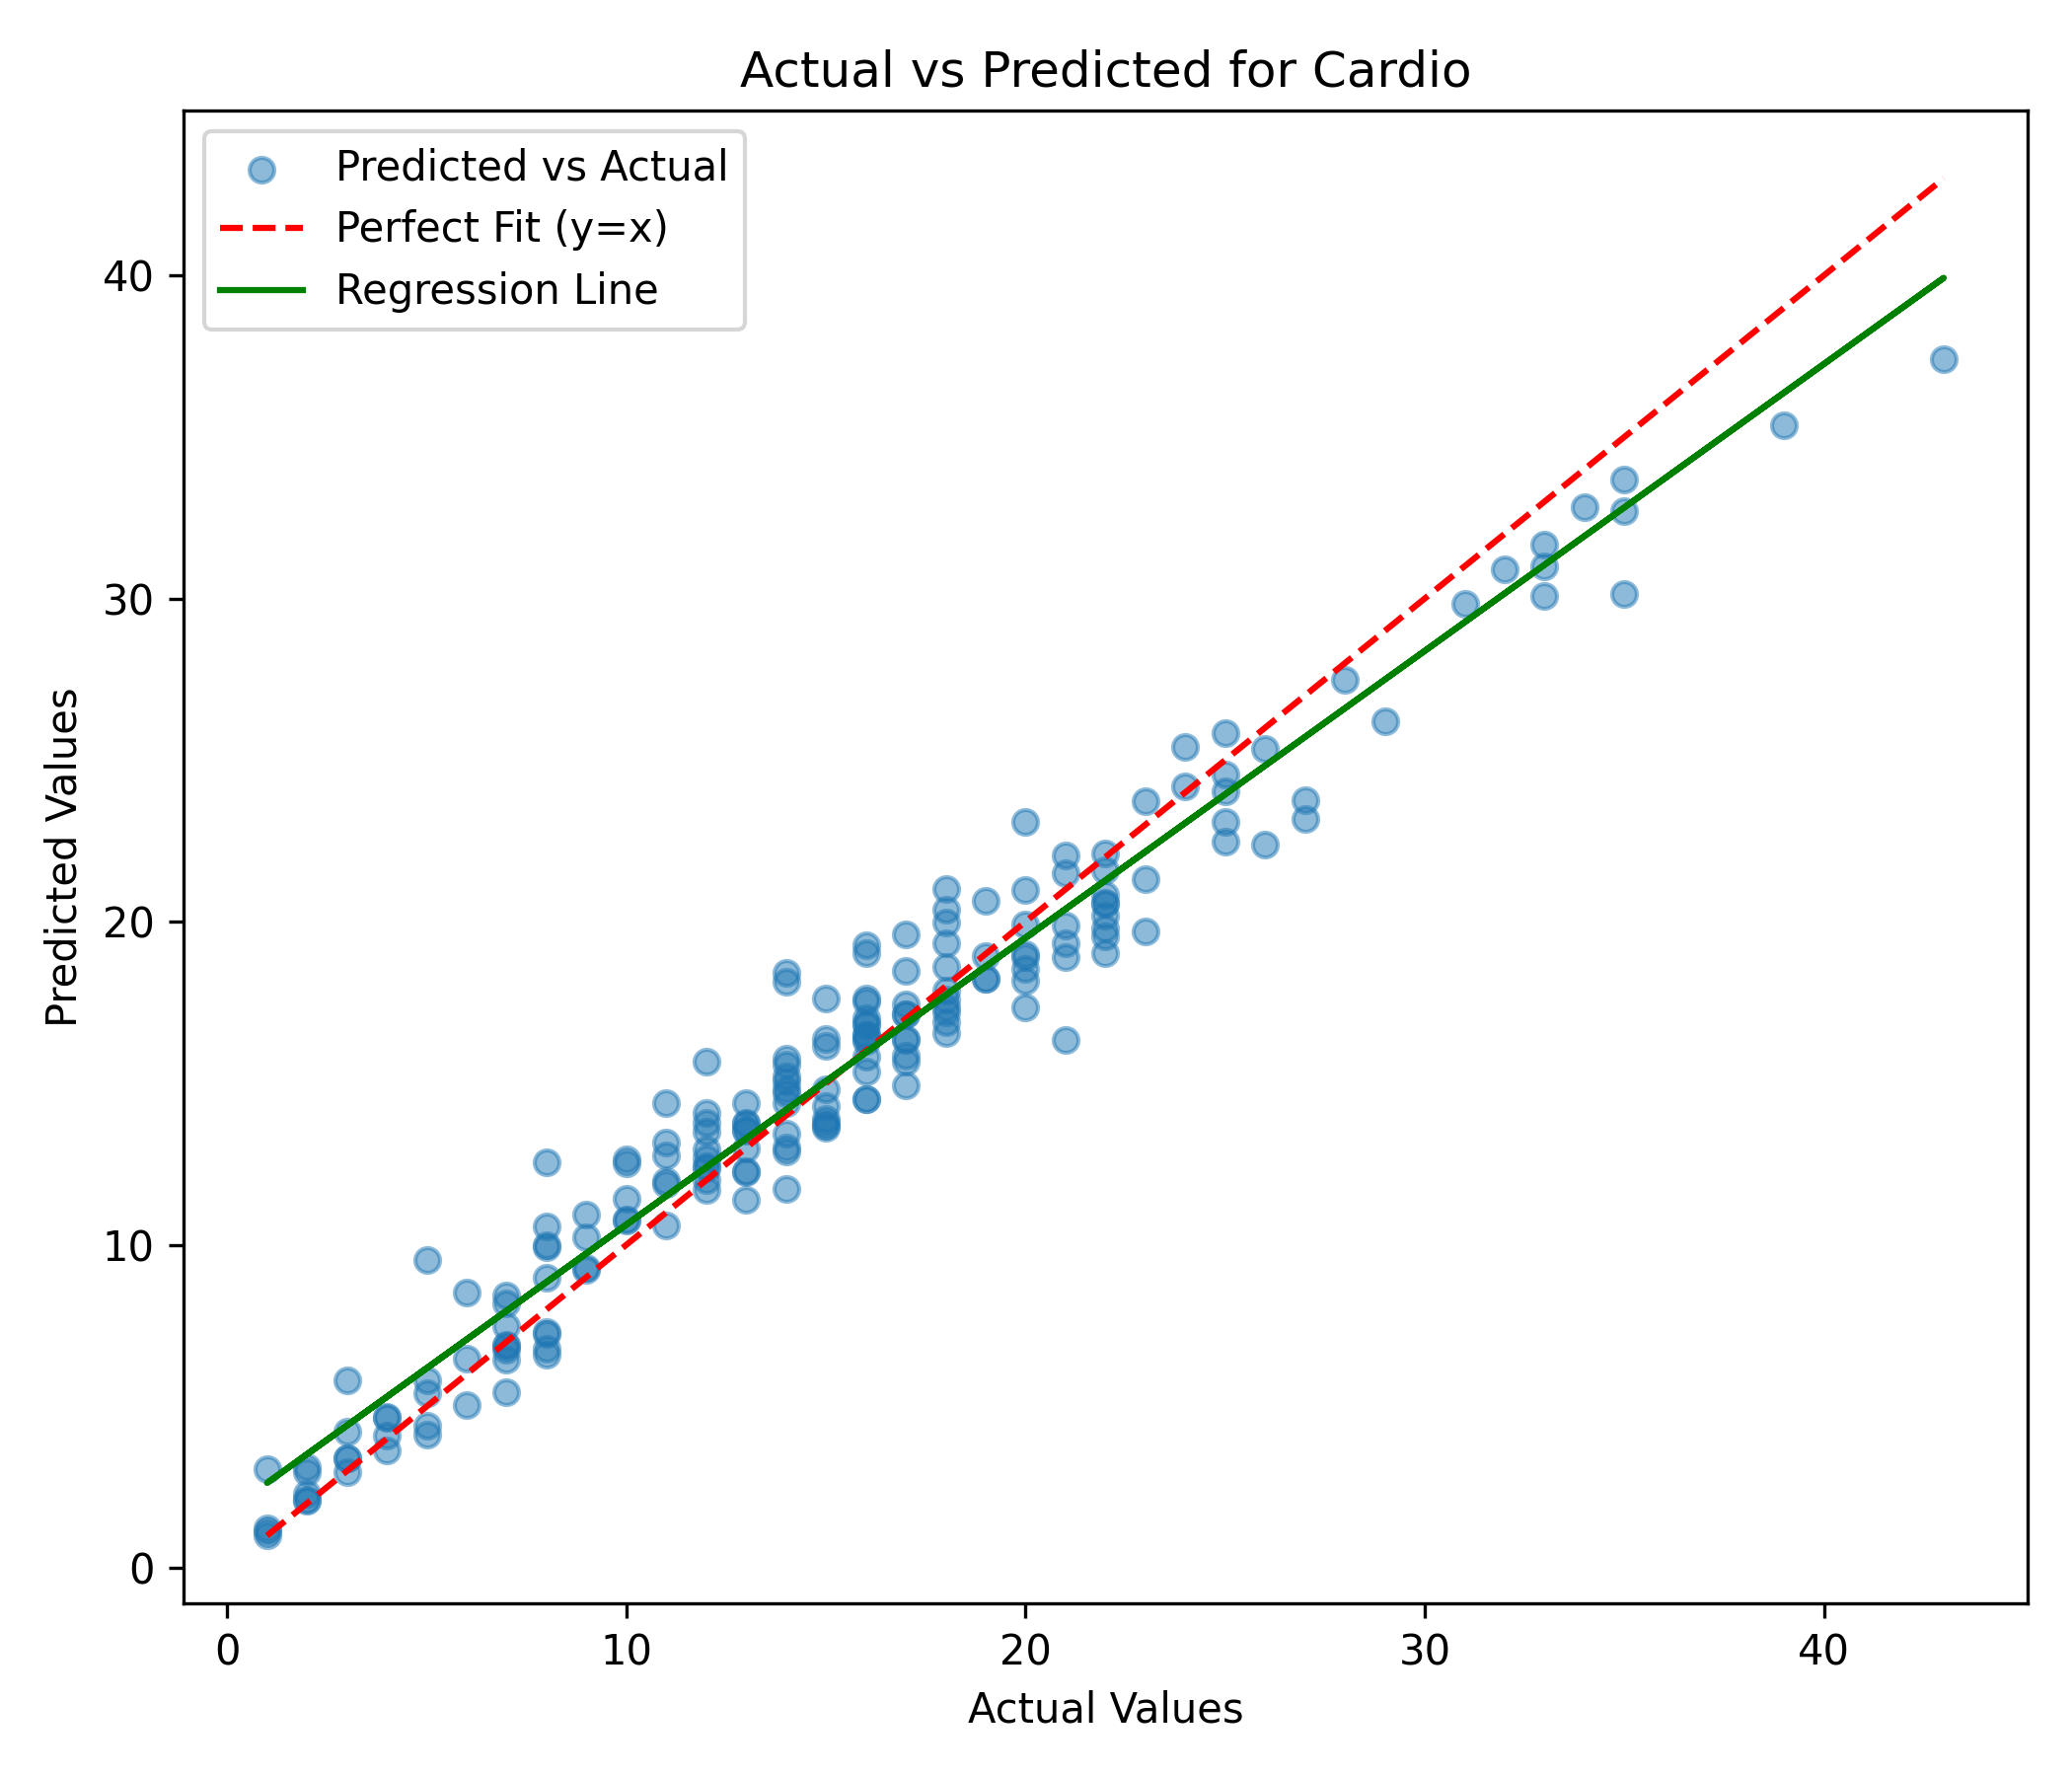 Actual vs Predicted for Cardio
Predicted vs Actual
Perfect Fit (y=x)
Regression Line
Predicted Values
40
30
20
10
0
0 10 20 30 40
Actual Values